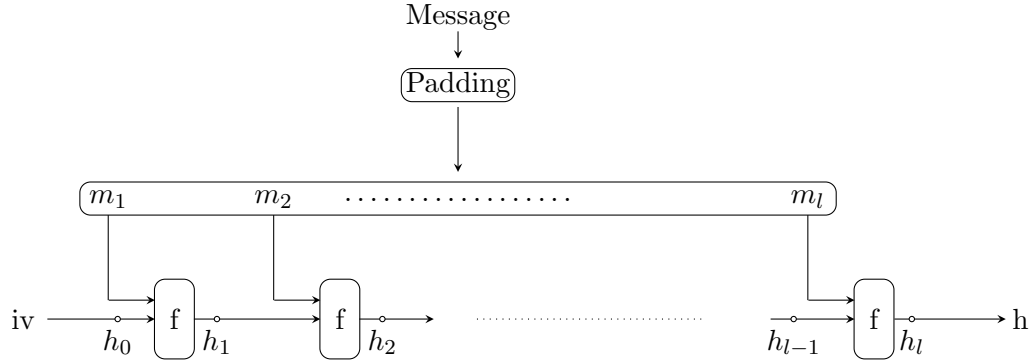 Message
Padding
m₁ m₂ .................. mₗ
iv f f f h
h₀ h₁ h₂ hₗ₋₁ hₗ